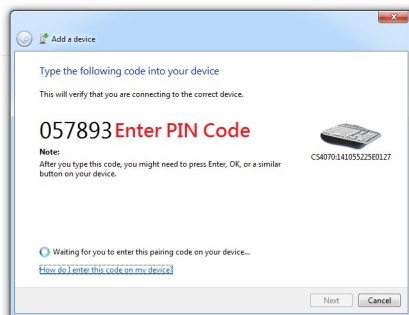 Add a device
Type the following code into your device
This will verify that you are connecting to the correct device.
057893 Enter PIN Code
CS4070:141055225E0127
Note:
After you type this code, you might need to press Enter, OK, or a similar
button on your device.
Waiting for you to enter this pairing code on your device...
How do I enter this code on my device?
Next Cancel